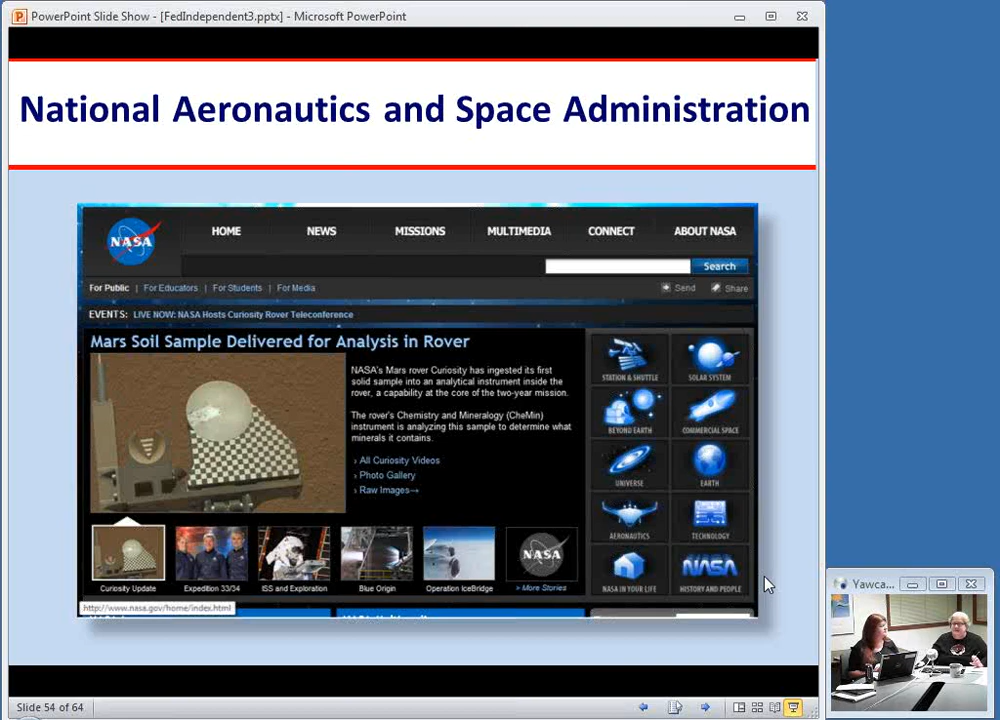 PowerPoint Slide Show - [FedIndependent3.pptx] - Microsoft PowerPoint
National Aeronautics and Space Administration
NASA
HOME NEWS MISSIONS MULTIMEDIA CONNECT ABOUT NASA
Search
For Public | For Educators | For Students | For Media
Send Share
EVENTS: LIVE NOW: NASA Hosts Curiosity Rover Teleconference
Mars Soil Sample Delivered for Analysis in Rover
NASA's Mars rover Curiosity has ingested its first
solid sample into an analytical instrument inside the
rover, a capability at the core of the two-year mission.
The rover's Chemistry and Mineralogy (CheMin)
instrument is analyzing this sample to determine what
minerals it contains.
› All Curiosity Videos
› Photo Gallery
› Raw Images→
STATION & SHUTTLE SOLAR SYSTEM
BEYOND EARTH COMMERCIAL SPACE
UNIVERSE EARTH
AERONAUTICS TECHNOLOGY
NASA
NASA IN YOUR LIFE HISTORY AND PEOPLE
NASA
Curiosity Update Expedition 33/34 ISS and Exploration Blue Origin Operation IceBridge › More Stories
http://www.nasa.gov/home/index.html
Yawca...
Slide 54 of 64